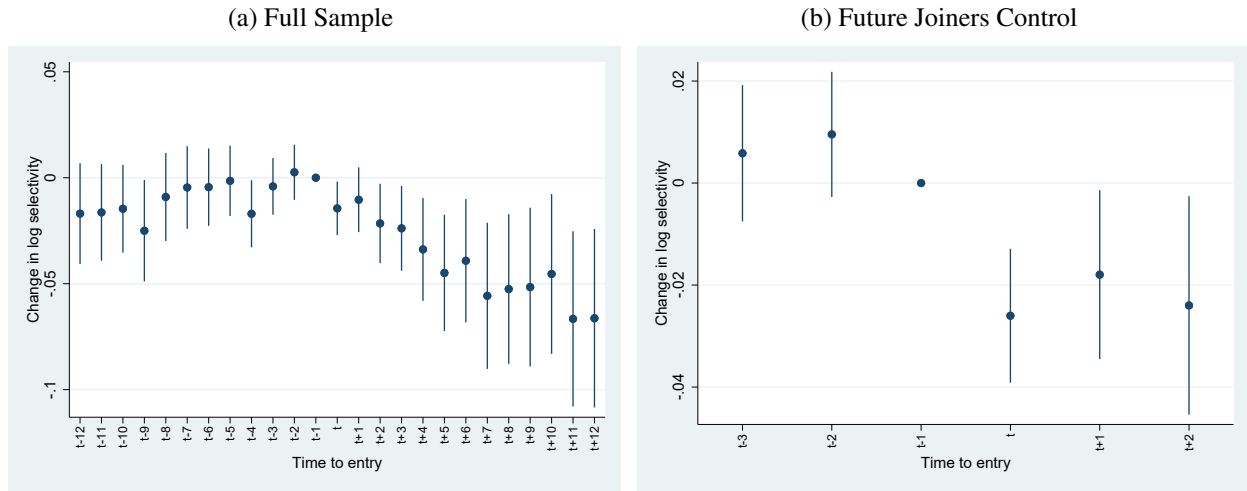 (a) Full Sample
Change in log selectivity
.05
0
-.05
-.1
t-12 t-11 t-10 t-9 t-8 t-7 t-6 t-5 t-4 t-3 t-2 t-1 t t+1 t+2 t+3 t+4 t+5 t+6 t+7 t+8 t+9 t+10 t+11 t+12
Time to entry
(b) Future Joiners Control
Change in log selectivity
.02
0
-.02
-.04
t-3 t-2 t-1 t t+1 t+2
Time to entry